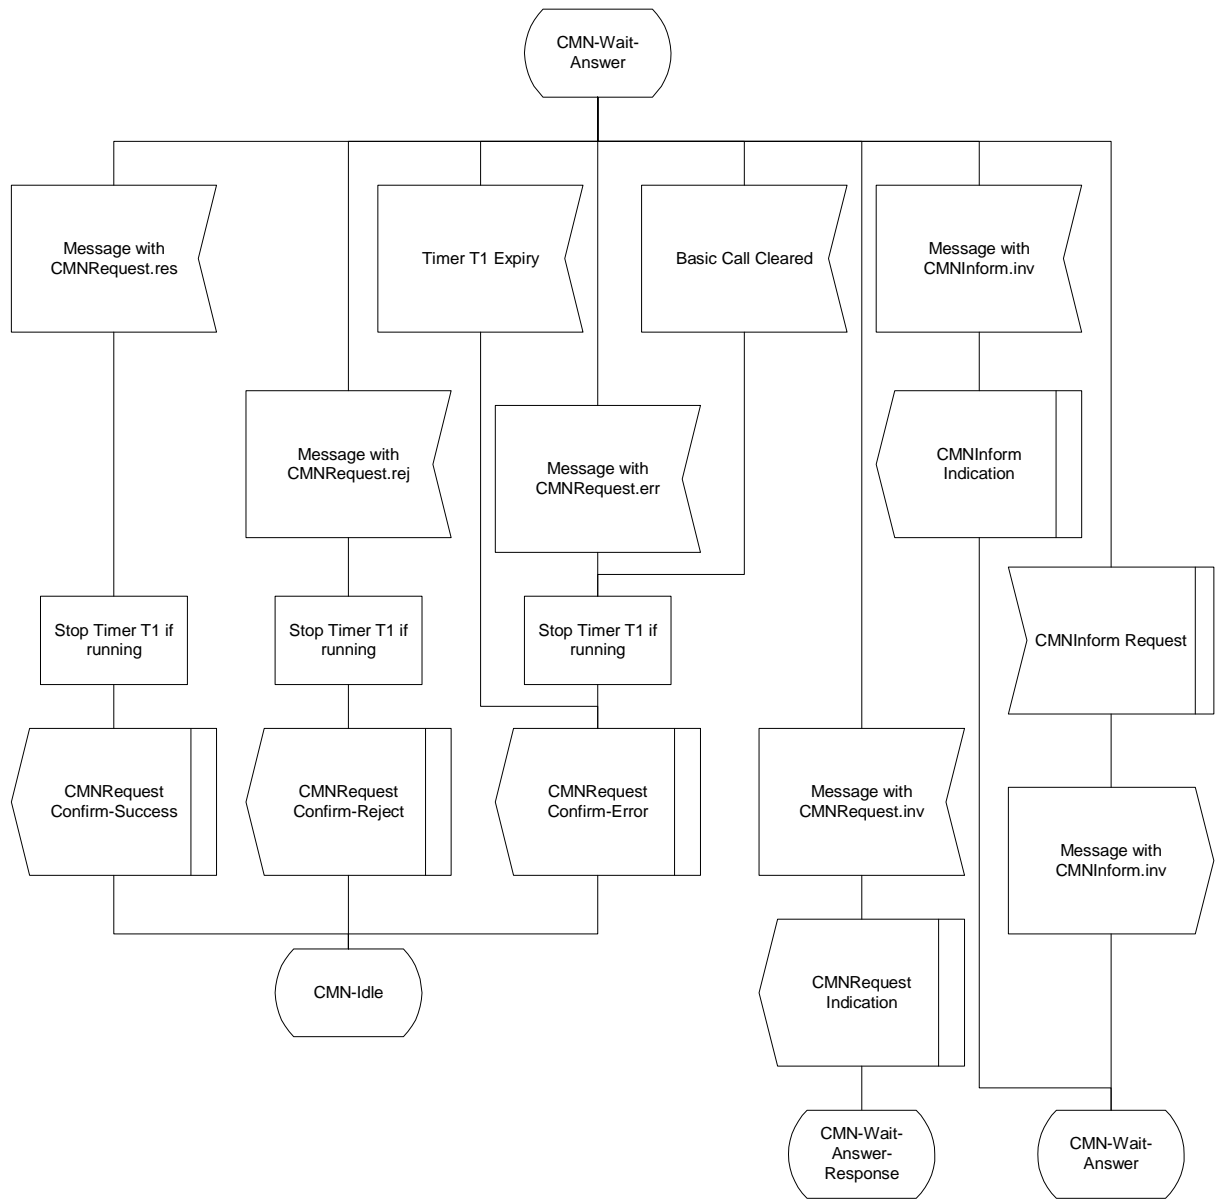 CMN-Wait-
Answer
Message with
CMNRequest.res
Timer T1 Expiry
Basic Call Cleared
Message with
CMNInform.inv
Message with
CMNRequest.rej
Message with
CMNRequest.err
CMNInform
Indication
Stop Timer T1 if
running
Stop Timer T1 if
running
Stop Timer T1 if
running
CMNInform Request
CMNRequest
Confirm-Success
CMNRequest
Confirm-Reject
CMNRequest
Confirm-Error
Message with
CMNRequest.inv
Message with
CMNInform.inv
CMN-Idle
CMNRequest
Indication
CMN-Wait-
Answer-
Response
CMN-Wait-
Answer